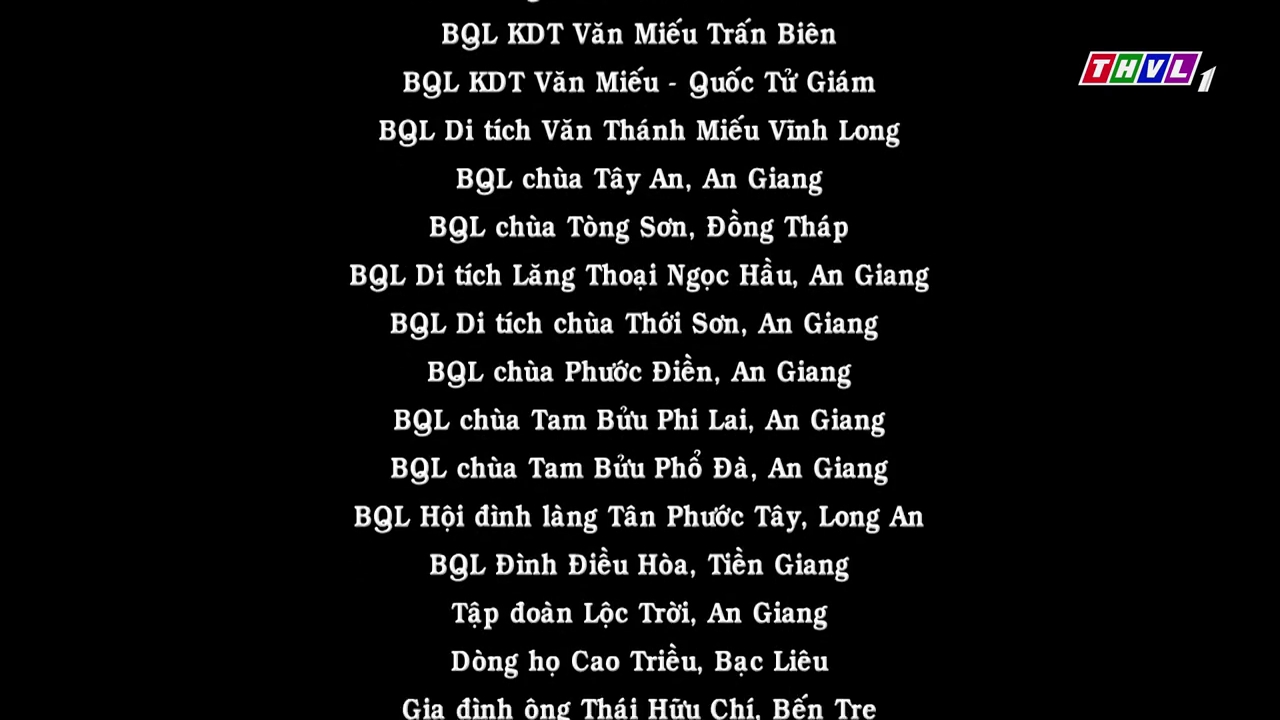 BQL KDT Văn Miếu Trấn Biên
THVL1
BQL KDT Văn Miếu - Quốc Tử Giám
BQL Di tích Văn Thánh Miếu Vĩnh Long
BQL chùa Tây An, An Giang
BQL chùa Tòng Sơn, Đồng Tháp
BQL Di tích Lăng Thoại Ngọc Hầu, An Giang
BQL Di tích chùa Thới Sơn, An Giang
BQL chùa Phước Điền, An Giang
BQL chùa Tam Bửu Phi Lai, An Giang
BQL chùa Tam Bửu Phổ Đà, An Giang
BQL Hội đình làng Tân Phước Tây, Long An
BQL Đình Điều Hòa, Tiền Giang
Tập đoàn Lộc Trời, An Giang
Dòng họ Cao Triều, Bạc Liêu
Gia đình ông Thái Hữu Chí, Bến Tre